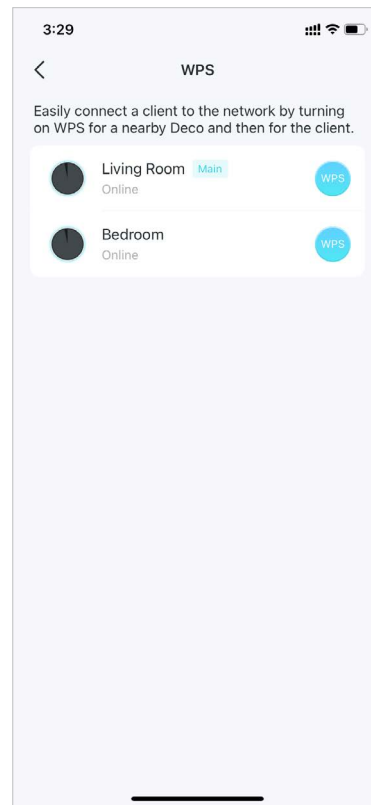 3:29
WPS
Easily connect a client to the network by turning
on WPS for a nearby Deco and then for the client.
Living Room Main
Online
WPS
Bedroom
Online
WPS